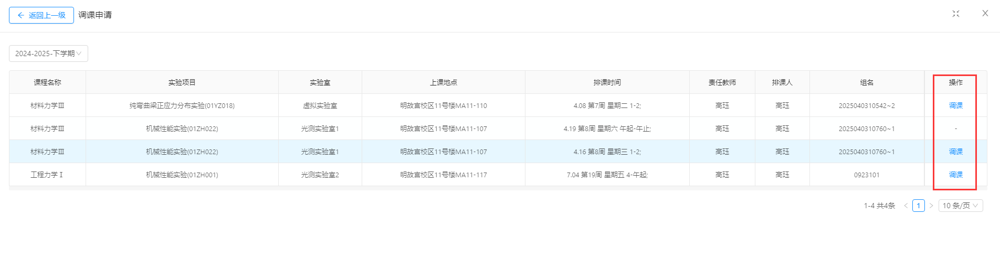 返回上一级 调课申请
2024-2025-下学期
课程名称 实验项目 实验室 上课地点 排课时间 责任教师 排课人 组名 操作
材料力学Ⅲ 纯弯曲梁正应力分布实验(01YZ018) 虚拟实验室 明故宫校区11号楼MA11-110 4.08 第7周 星期二 1-2; 高珏 高珏 2025040310542~2 调课
材料力学Ⅲ 机械性能实验(01ZH022) 光测实验室1 明故宫校区11号楼MA11-107 4.19 第8周 星期六 午起-午止; 高珏 高珏 2025040310760~1 -
材料力学Ⅲ 机械性能实验(01ZH022) 光测实验室1 明故宫校区11号楼MA11-107 4.16 第8周 星期三 1-2; 高珏 高珏 2025040310760~1 调课
工程力学Ⅰ 机械性能实验(01ZH001) 光测实验室2 明故宫校区11号楼MA11-117 7.04 第19周 星期五 4-午起; 高珏 高珏 0923101 调课
1-4 共4条 < 1 > 10 条/页